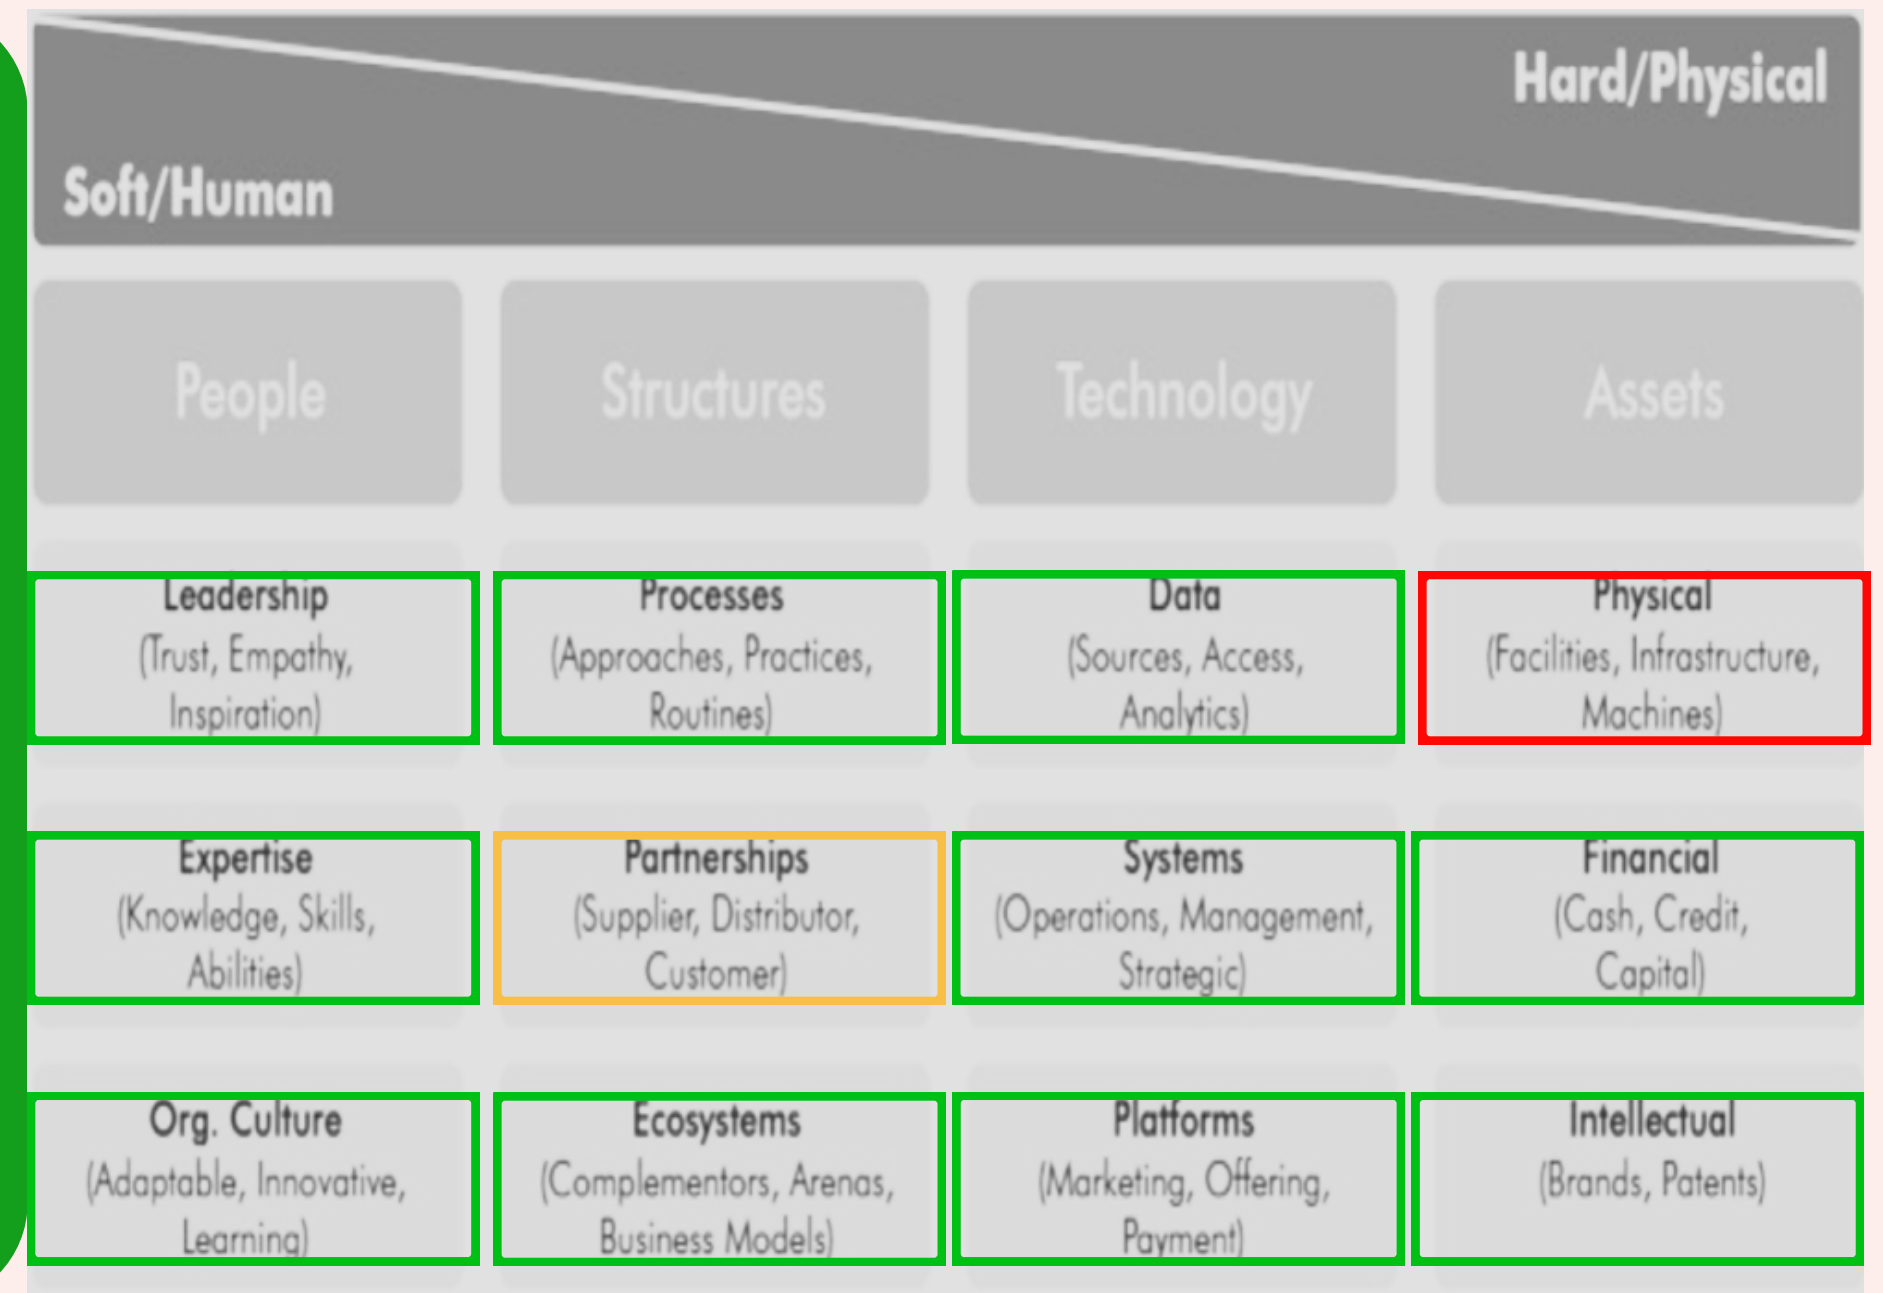 Hard/Physical
Soft/Human
People
Structures
Technology
Assets
Leadership
(Trust, Empathy,
Inspiration)
Processes
(Approaches, Practices,
Routines)
Data
(Sources, Access,
Analytics)
Physical
(Facilities, Infrastructure,
Machines)
Expertise
(Knowledge, Skills,
Abilities)
Partnerships
(Supplier, Distributor,
Customer)
Systems
(Operations, Management,
Strategic)
Financial
(Cash, Credit,
Capital)
Org. Culture
(Adaptable, Innovative,
Learning)
Ecosystems
(Complementors, Arenas,
Business Models)
Platforms
(Marketing, Offering,
Payment)
Intellectual
(Brands, Patents)